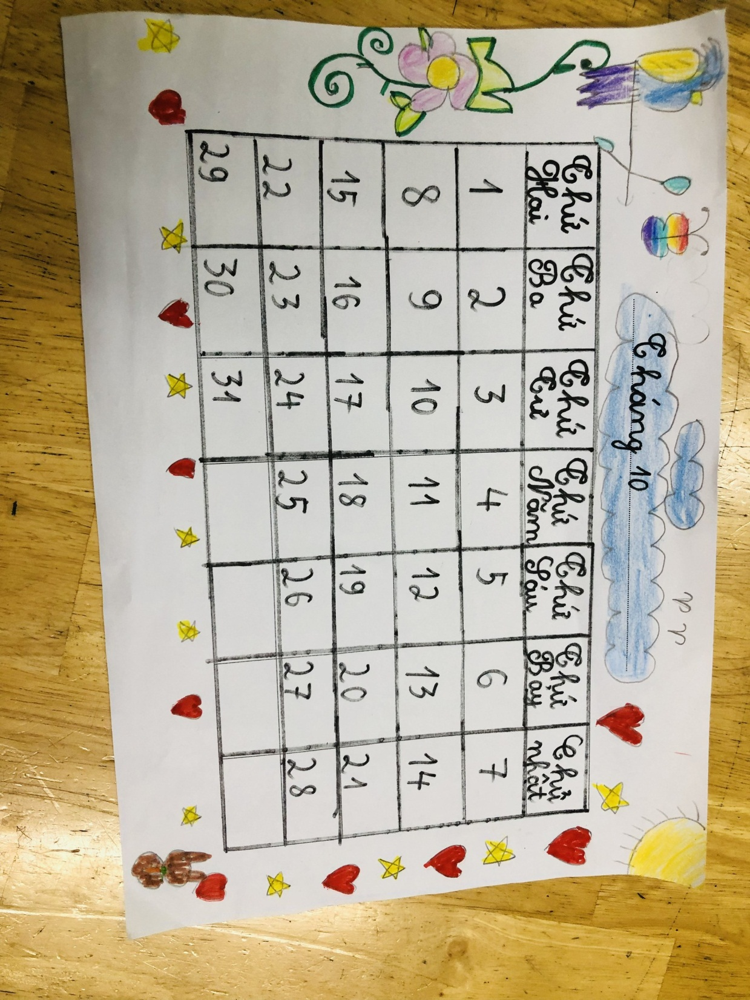 Tháng 10
Thứ Hai Thứ Ba Thứ Tư Thứ Năm Thứ Sáu Thứ Bảy Chủ nhật
1 2 3 4 5 6 7
8 9 10 11 12 13 14
15 16 17 18 19 20 21
22 23 24 25 26 27 28
29 30 31